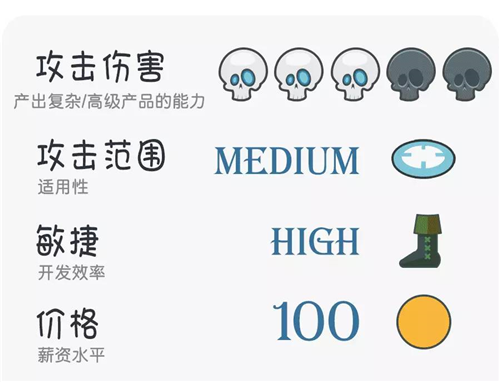 攻击伤害
产出复杂/高级产品的能力
攻击范围 MEDIUM
适用性
敏捷 HIGH
开发效率
价格 100
薪资水平